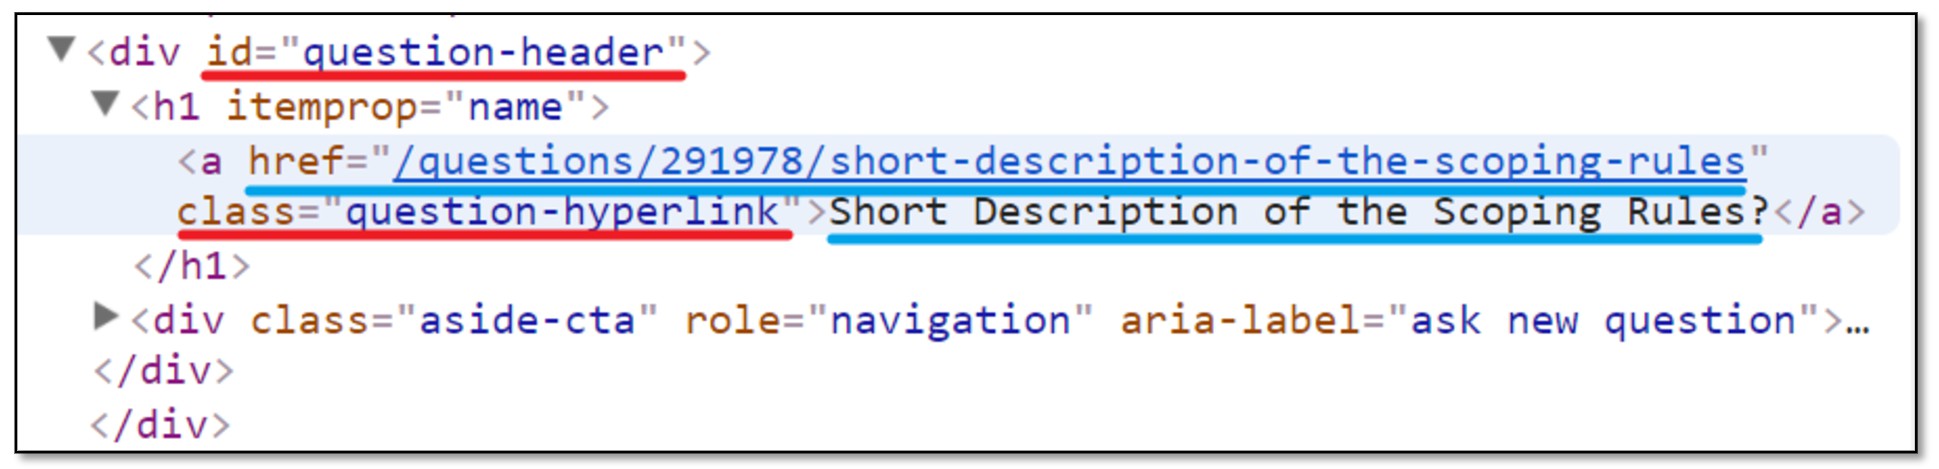 <div id="question-header">
<h1 itemprop="name">
<a href="/questions/291978/short-description-of-the-scoping-rules"
class="question-hyperlink">Short Description of the Scoping Rules?</a>
</h1>
<div class="aside-cta" role="navigation" aria-label="ask new question">…
</div>
</div>